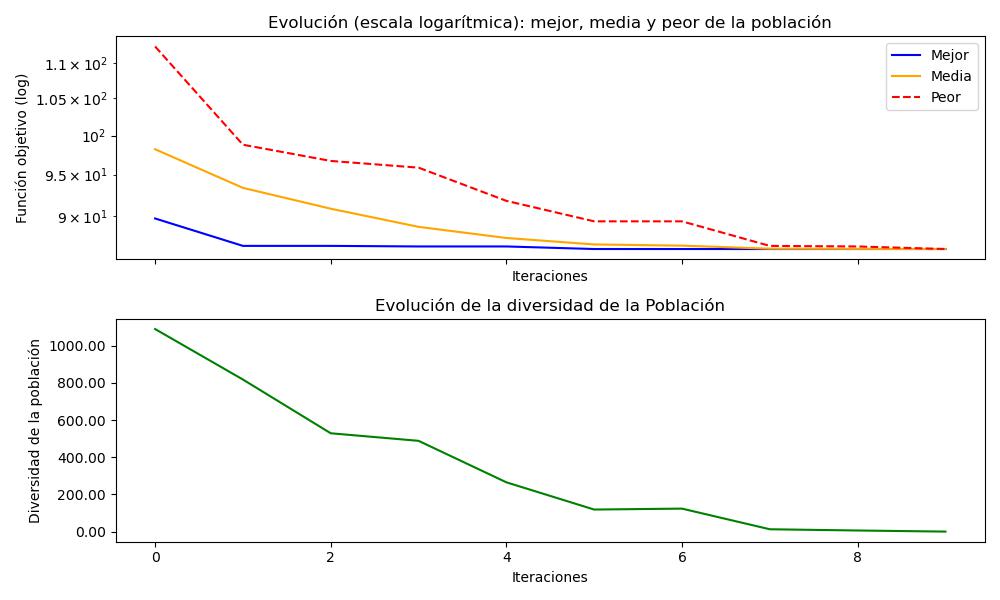 Evolución (escala logarítmica): mejor, media y peor de la población
Función objetivo (log)
1.1 × 10²
1.05 × 10²
10²
9.5 × 10¹
9 × 10¹
Mejor
Media
Peor
Iteraciones
Evolución de la diversidad de la Población
Diversidad de la población
1000.00
800.00
600.00
400.00
200.00
0.00
0 2 4 6 8
Iteraciones